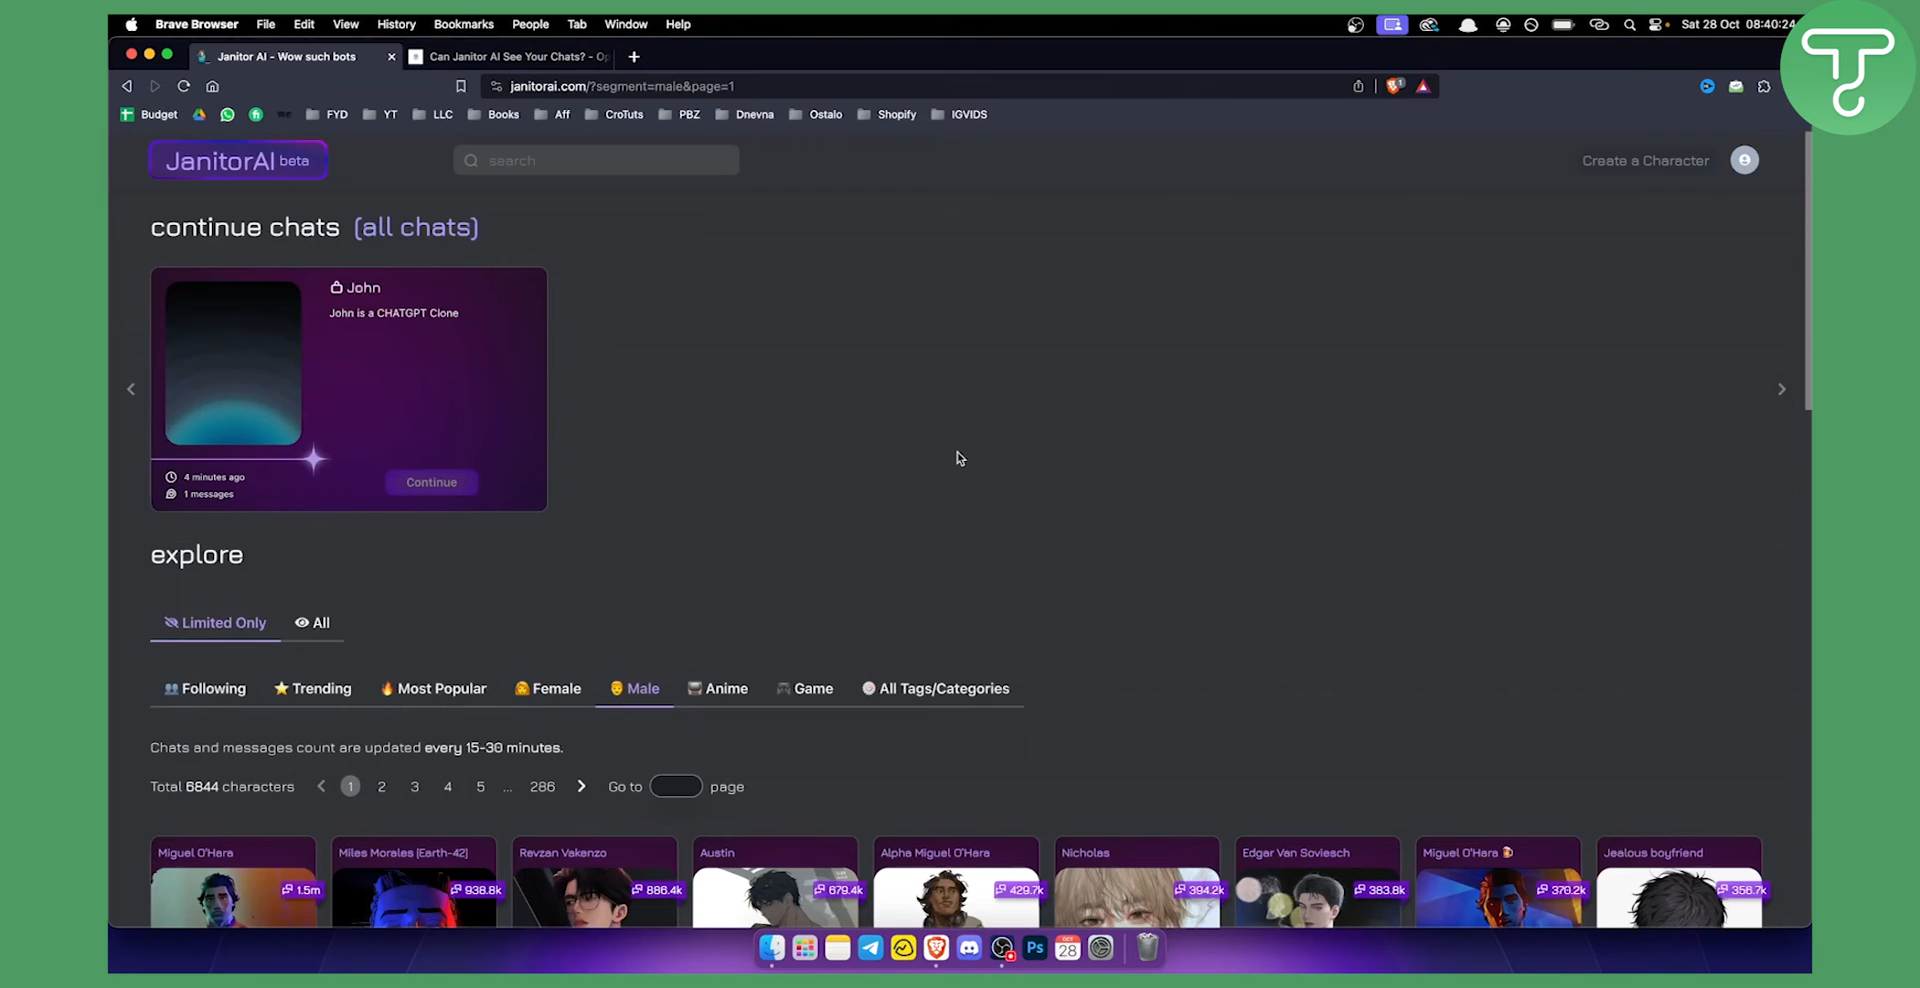 Brave Browser File Edit View History Bookmarks People Tab Window Help Sat 28 Oct 08:40:24
Janitor AI - Wow such bots Can Janitor AI See Your Chats? - Op
janitorai.com/?segment=male&page=1
Budget FYD YT LLC Books Aff CroTuts PBZ Dnevna Ostalo Shopify IGVIDS
JanitorAI beta search Create a Character
continue chats (all chats)
John
John is a CHATGPT Clone
4 minutes ago
1 messages
Continue
explore
Limited Only All
Following Trending Most Popular Female Male Anime Game All Tags/Categories
Chats and messages count are updated every 15-30 minutes.
Total 6844 characters 1 2 3 4 5 ... 286 Go to page
Miguel O'Hara Miles Morales [Earth-42] Revzan Vakenzo Austin Alpha Miguel O'Hara Nicholas Edgar Van Soviesch Miguel O'Hara Jealous boyfriend
1.5m 938.8k 886.4k 679.4k 429.7k 394.2k 383.8k 370.2k 356.7k
Ps OCT 28